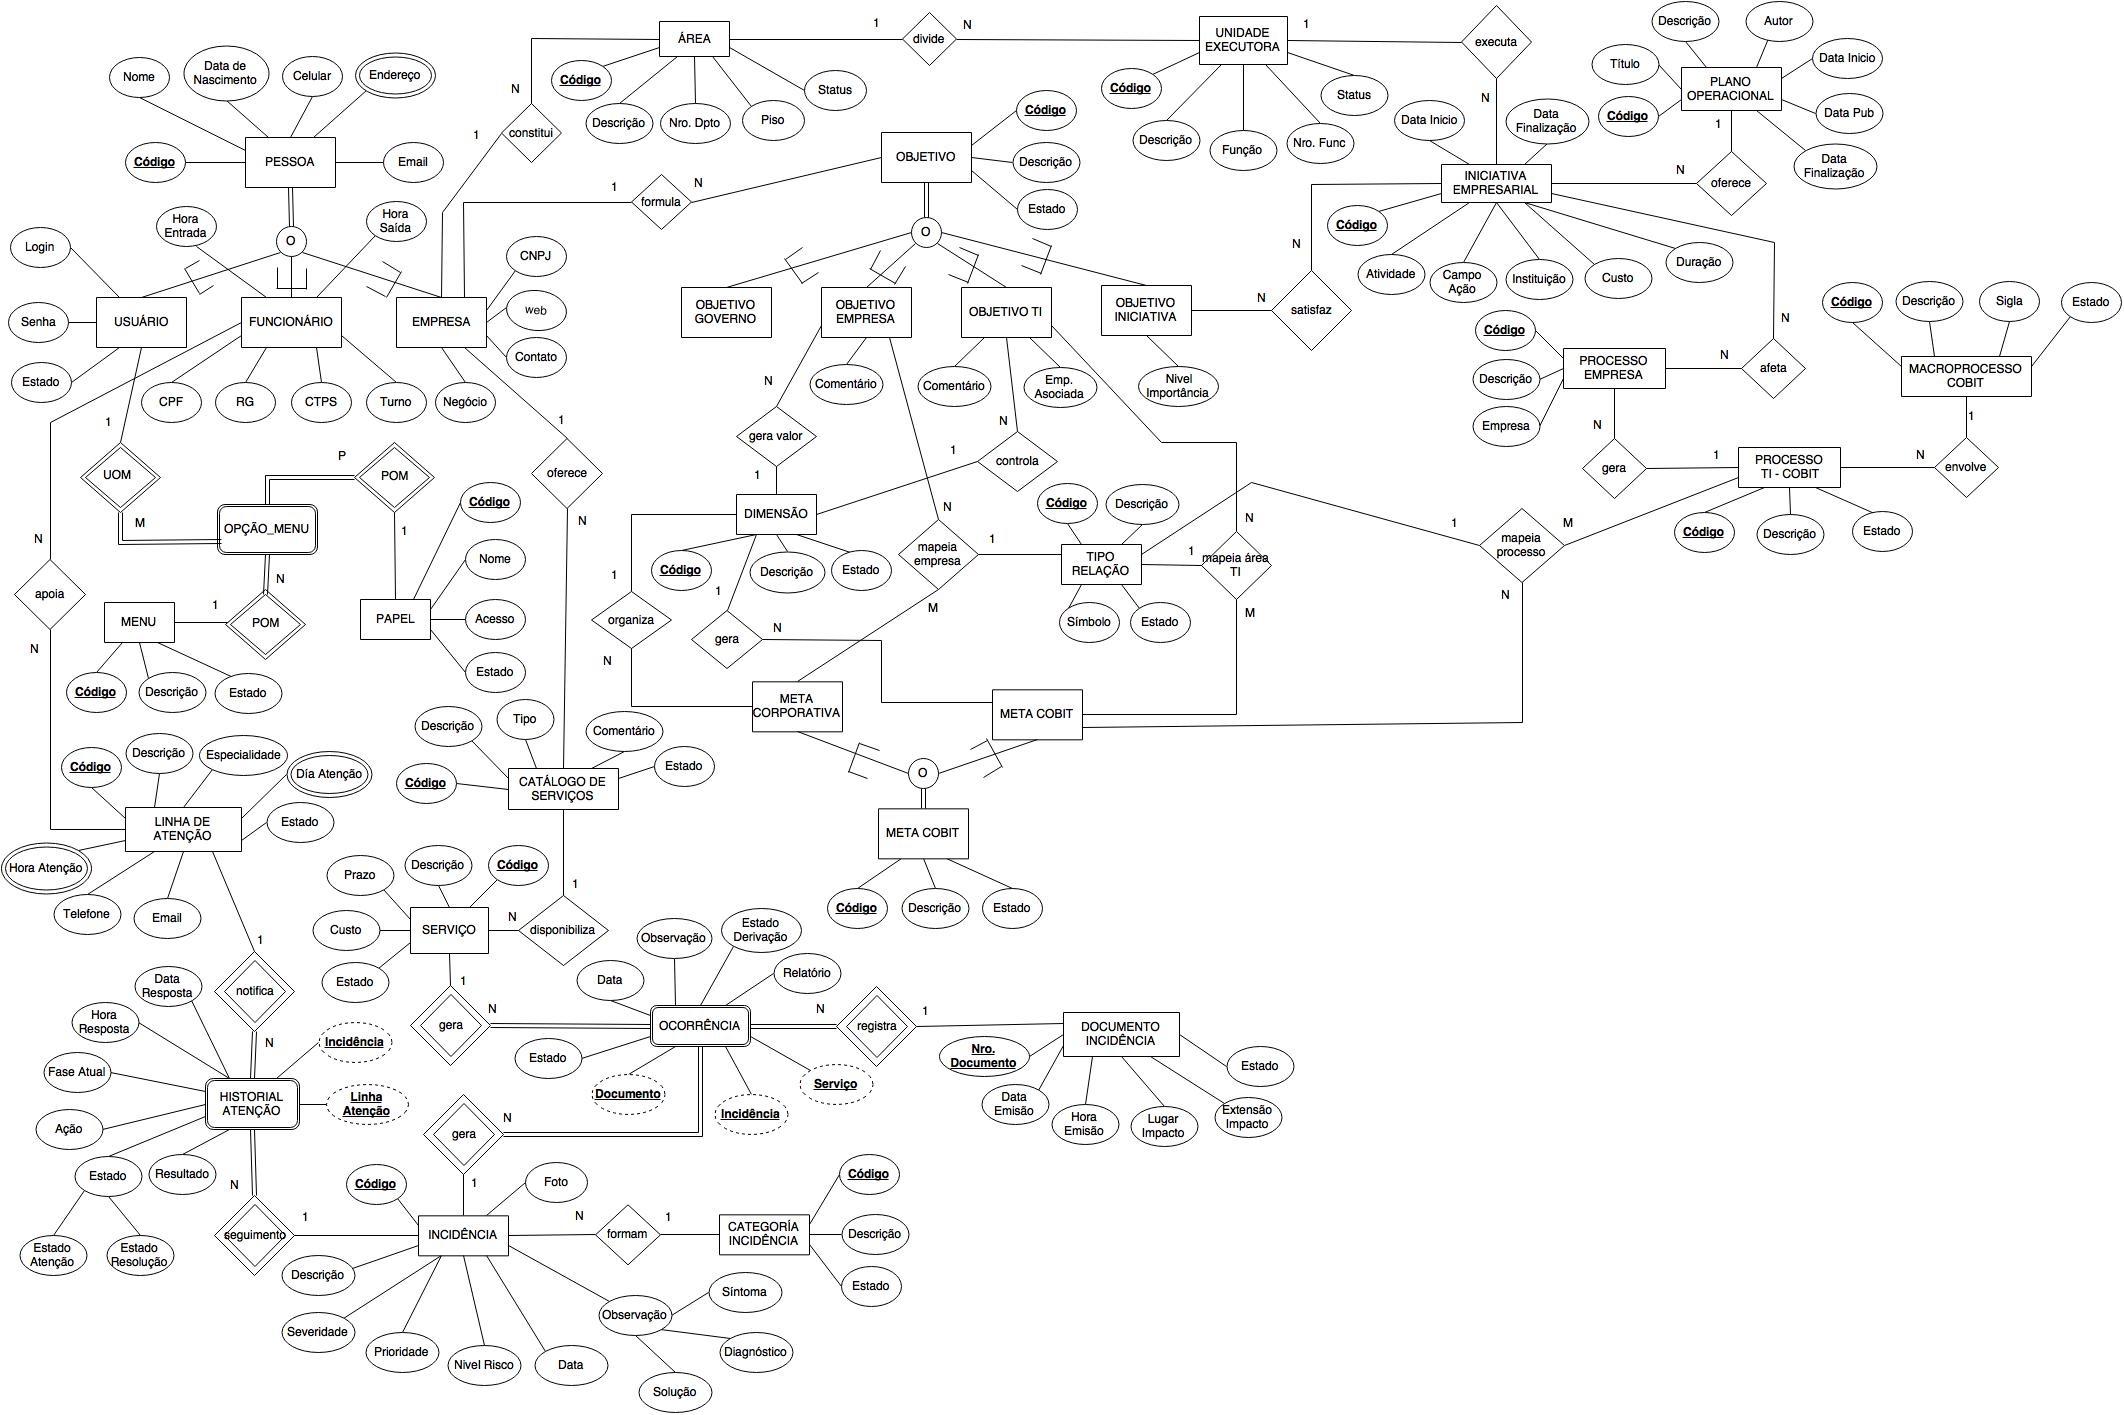 ÁREA
1
divide
N
UNIDADE
EXECUTORA
1
executa
N
Código
Descrição
Nro. Dpto
Piso
Status
Código
Descrição
Função
Nro. Func
Status
Descrição
Autor
Título
Data Inicio
PLANO
OPERACIONAL
Código
Data Pub
Data
Finalização
1
oferece
N
Nome
Data de
Nascimento
Celular
Endereço
Código
PESSOA
Email
N
constitui
1
1
formula
N
OBJETIVO
Código
Descrição
Estado
O
Data Inicio
Data
Finalização
INICIATIVA
EMPRESARIAL
Código
Atividade
Campo
Ação
Instituição
Custo
Duração
N
satisfaz
N
N
afeta
N
Hora
Entrada
Hora
Saída
O
Login
Senha
Estado
USUÁRIO
FUNCIONÁRIO
EMPRESA
CNPJ
web
Contato
CPF
RG
CTPS
Turno
Negócio
OBJETIVO
GOVERNO
OBJETIVO
EMPRESA
OBJETIVO TI
OBJETIVO
INICIATIVA
Comentário
Comentário
Emp.
Asociada
Nivel
Importância
Código
Descrição
Empresa
PROCESSO
EMPRESA
Código
Descrição
Sigla
Estado
MACROPROCESSO
COBIT
1
envolve
N
N
gera
1
PROCESSO
TI - COBIT
Código
Descrição
Estado
1
UOM
M
P
POM
1
OPÇÃO_MENU
N
POM
1
MENU
Código
Descrição
Estado
Código
Nome
Acesso
Estado
PAPEL
1
oferece
N
N
apoia
N
N
gera valor
1
N
controla
1
DIMENSÃO
Código
Descrição
Estado
1
organiza
N
1
gera
N
N
mapeia
empresa
1
M
Código
Descrição
TIPO
RELAÇÃO
Símbolo
Estado
N
1
mapeia área
TI
M
1
mapeia
processo
M
N
META
CORPORATIVA
META COBIT
O
META COBIT
Código
Descrição
Estado
Descrição
Tipo
Comentário
Código
Estado
CATÁLOGO DE
SERVIÇOS
1
disponibiliza
N
Código
Descrição
Especialidade
Día Atenção
LINHA DE
ATENÇÃO
Estado
Hora Atenção
Telefone
Email
1
notifica
N
Prazo
Descrição
Código
Custo
SERVIÇO
Estado
1
gera
N
Observação
Estado
Derivação
Data
Relatório
OCORRÊNCIA
Estado
Documento
Incidência
Serviço
N
registra
1
DOCUMENTO
INCIDÊNCIA
Nro.
Documento
Data
Emisão
Hora
Emisão
Lugar
Impacto
Extensão
Impacto
Estado
Data
Resposta
Hora
Resposta
Incidência
Fase Atual
HISTORIAL
ATENÇÃO
Linha
Atenção
Ação
Estado
Resultado
Estado
Atenção
Estado
Resolução
N
seguimento
1
N
gera
1
Código
Foto
INCIDÊNCIA
Descrição
Severidade
Prioridade
Nivel Risco
Data
Observação
Síntoma
Diagnóstico
Solução
N
formam
1
CATEGORÍA
INCIDÊNCIA
Código
Descrição
Estado